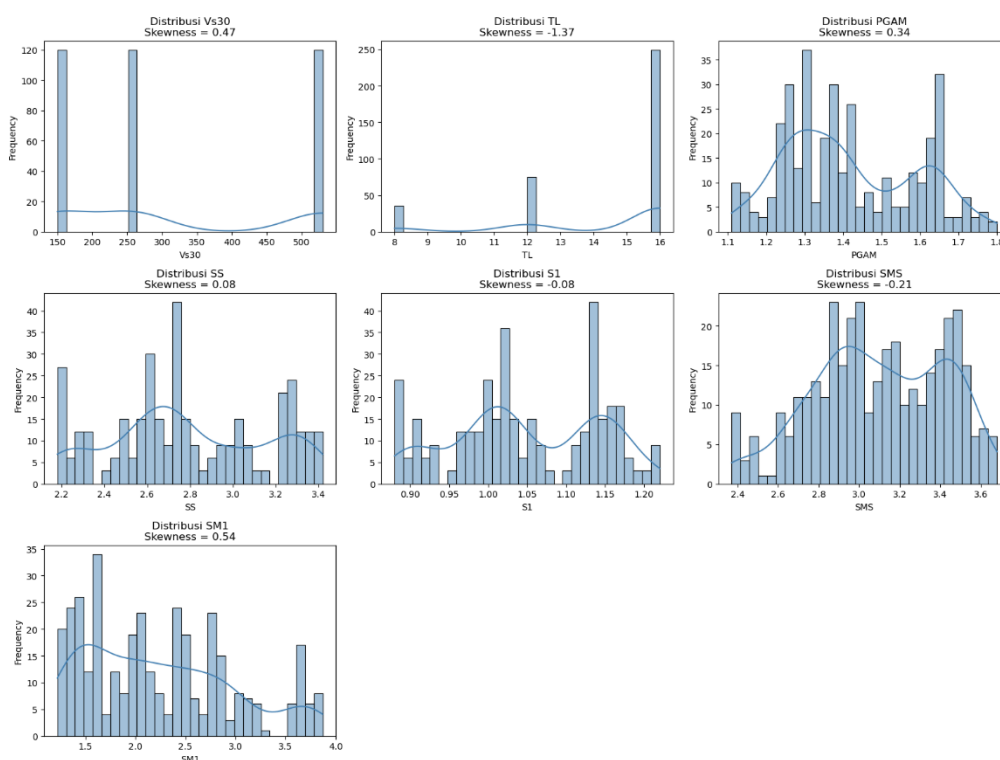 Distribusi Vs30
Skewness = 0.47
Frequency
120
100
80
60
40
20
0
150 200 250 300 350 400 450 500
Vs30
Distribusi TL
Skewness = -1.37
Frequency
250
200
150
100
50
0
8 9 10 11 12 13 14 15 16
TL
Distribusi PGAM
Skewness = 0.34
Frequency
35
30
25
20
15
10
5
0
1.1 1.2 1.3 1.4 1.5 1.6 1.7 1.8
PGAM
Distribusi SS
Skewness = 0.08
Frequency
40
35
30
25
20
15
10
5
0
2.2 2.4 2.6 2.8 3.0 3.2 3.4
SS
Distribusi S1
Skewness = -0.08
Frequency
40
35
30
25
20
15
10
5
0
0.90 0.95 1.00 1.05 1.10 1.15 1.20
S1
Distribusi SMS
Skewness = -0.21
Frequency
20
15
10
5
0
2.4 2.6 2.8 3.0 3.2 3.4 3.6
SMS
Distribusi SM1
Skewness = 0.54
Frequency
35
30
25
20
15
10
5
0
1.5 2.0 2.5 3.0 3.5 4.0
SM1